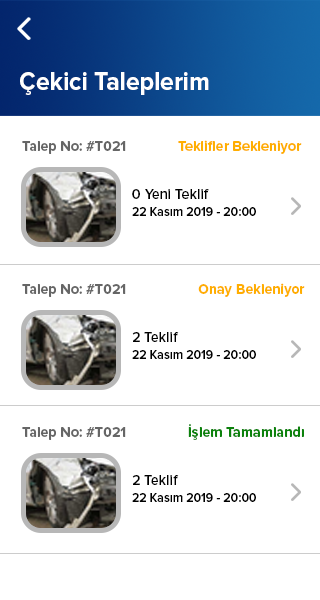 Çekici Taleplerim
Talep No: #T021 Teklifler Bekleniyor
0 Yeni Teklif
22 Kasım 2019 - 20:00
Talep No: #T021 Onay Bekleniyor
2 Teklif
22 Kasım 2019 - 20:00
Talep No: #T021 İşlem Tamamlandı
2 Teklif
22 Kasım 2019 - 20:00